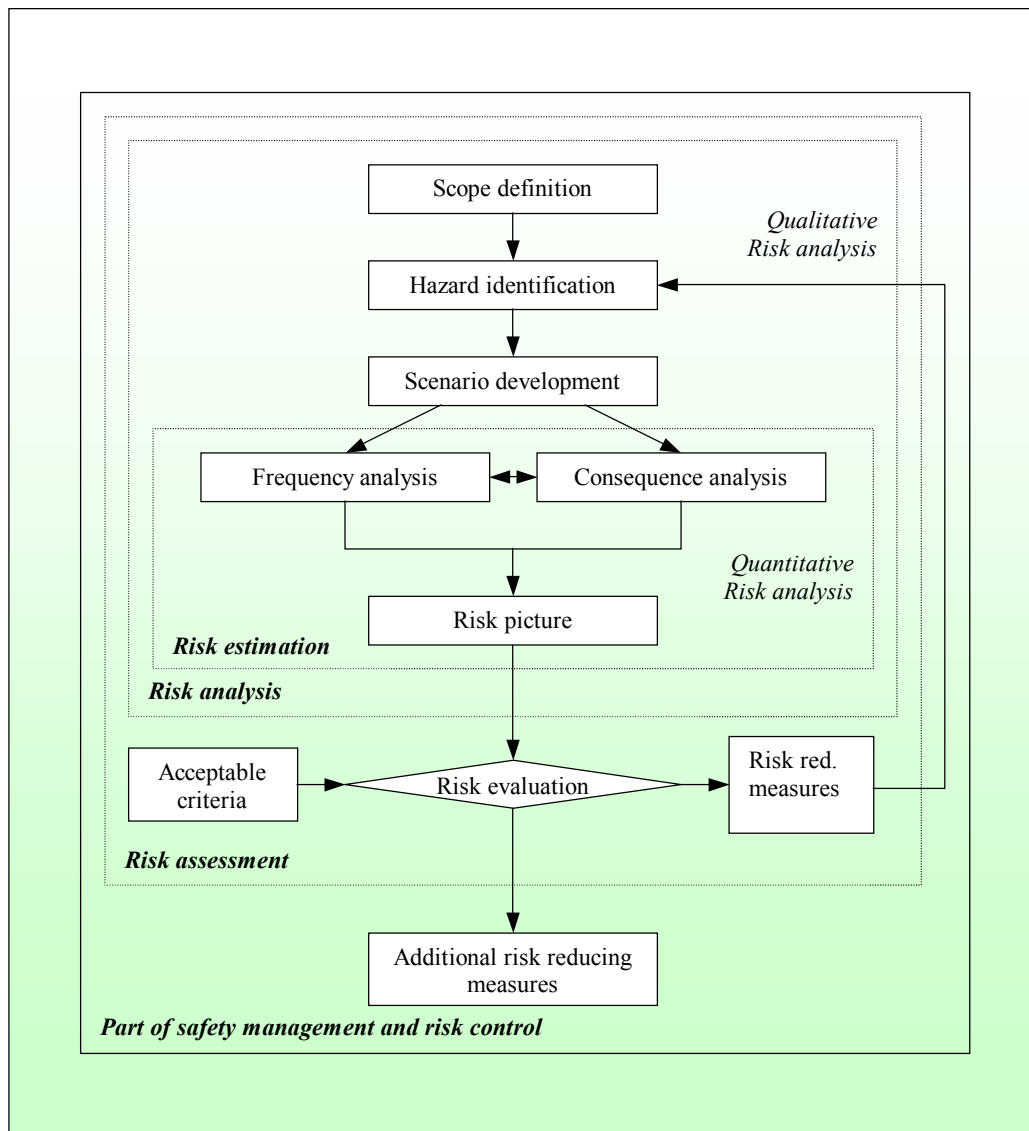 Scope definition
Qualitative
Risk analysis
Hazard identification
Scenario development
Frequency analysis
Consequence analysis
Quantitative
Risk analysis
Risk picture
Risk estimation
Risk analysis
Acceptable
criteria
Risk evaluation
Risk red.
measures
Risk assessment
Additional risk reducing
measures
Part of safety management and risk control